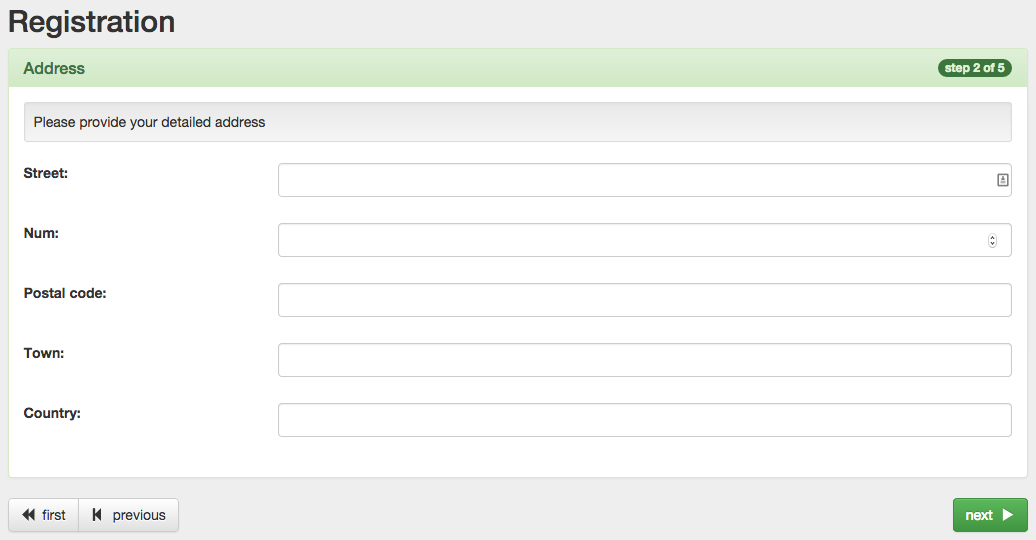 Registration
Address
step 2 of 5
Please provide your detailed address
Street:
Num:
Postal code:
Town:
Country:
first
previous
next